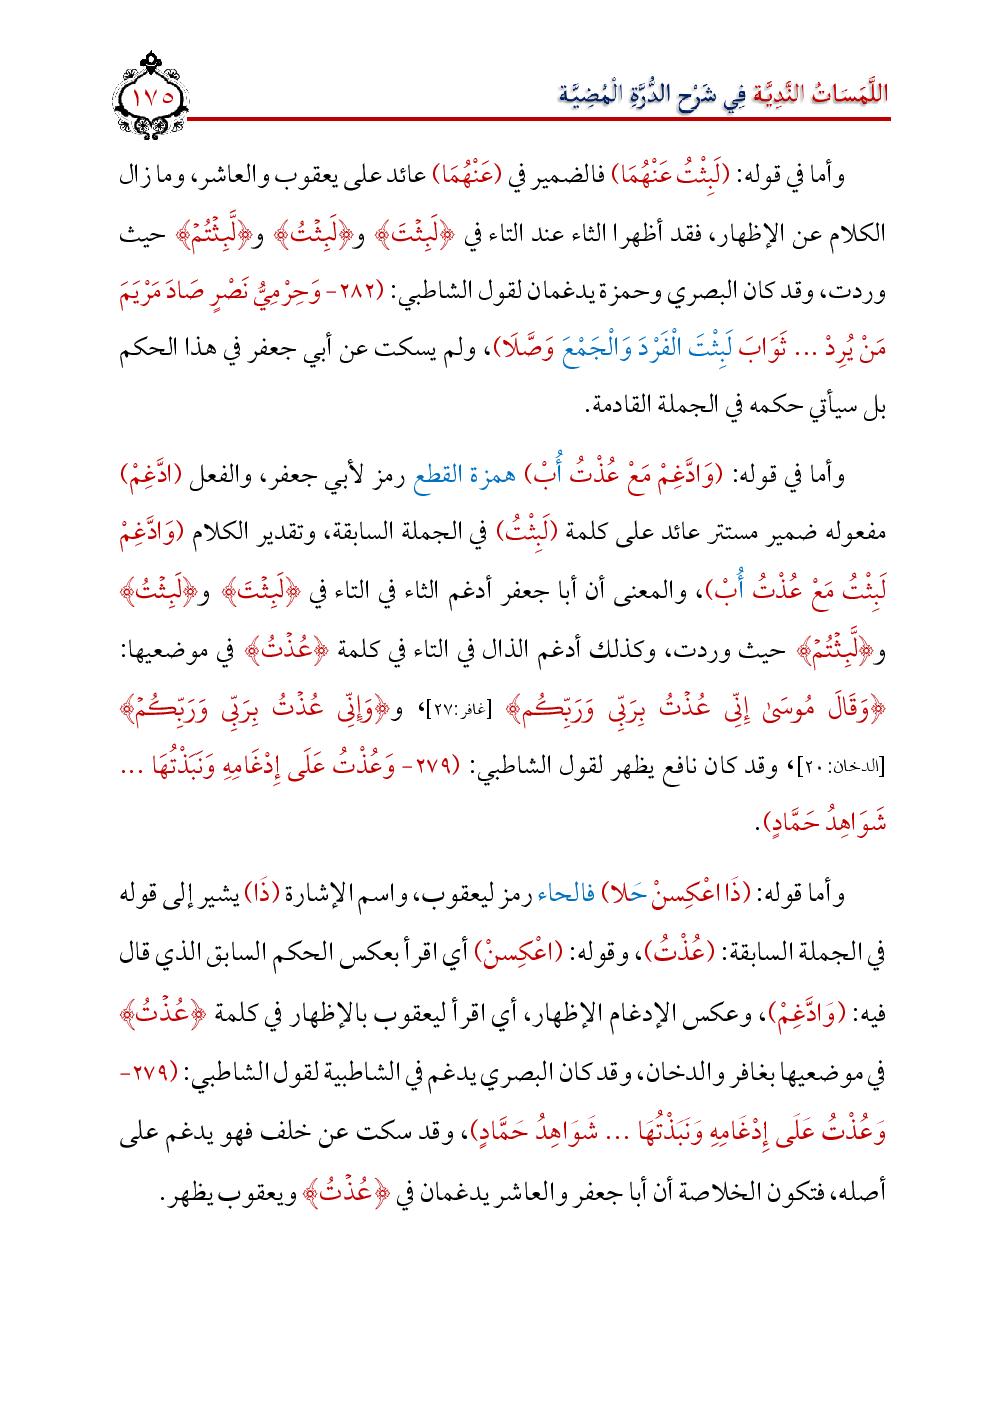 اللَّمَسَاتُ النَّدِيَّة فِي شَرْحِ الدُّرَّةِ الْمُضِيَّة
١٧٥
وأما في قوله: (لَبِثْتُ عَنْهُمَا) فالضمير في (عَنْهُمَا) عائد على يعقوب والعاشر، وما زال
الكلام عن الإظهار، فقد أظهرا الثاء عند التاء في ﴿لَبِثْتَ﴾ و﴿لَبِثْتُ﴾ و﴿لَّبِثْتُمْ﴾ حيث
وردت، وقد كان البصري وحمزة يدغمان لقول الشاطبي: (٢٨٢- وَحِرْمِيُّ نَصْرٍ صَادَ مَرْيَمَ
مَنْ يُرِدْ ... ثَوَابَ لَبِثْتَ الْفَرْدَ وَالْجَمْعَ وَصَّلَا)، ولم يسكت عن أبي جعفر في هذا الحكم
بل سيأتي حكمه في الجملة القادمة.
وأما في قوله: (وَادَّغِمْ مَعْ عُذْتُ أُبْ) همزة القطع رمز لأبي جعفر، والفعل (ادَّغِمْ)
مفعوله ضمير مستتر عائد على كلمة (لَبِثْتُ) في الجملة السابقة، وتقدير الكلام (وَادَّغِمْ
لَبِثْتُ مَعْ عُذْتُ أُبْ)، والمعنى أن أبا جعفر أدغم الثاء في التاء في ﴿لَبِثْتَ﴾ و﴿لَبِثْتُ﴾
و﴿لَّبِثْتُمْ﴾ حيث وردت، وكذلك أدغم الذال في التاء في كلمة ﴿عُذْتُ﴾ في موضعيها:
﴿وَقَالَ مُوسَىٰ إِنِّي عُذْتُ بِرَبِّي وَرَبِّكُم﴾ [غافر:٢٧]، و﴿وَإِنِّي عُذْتُ بِرَبِّي وَرَبِّكُمْ﴾
[الدخان:٢٠]، وقد كان نافع يظهر لقول الشاطبي: (٢٧٩- وَعُذْتُ عَلَى إِدْغَامِهِ وَنَبَذْتُهَا ...
شَوَاهِدُ حَمَّادٍ).
وأما قوله: (ذَا اعْكِسنْ حَلا) فالحاء رمز ليعقوب، واسم الإشارة (ذَا) يشير إلى قوله
في الجملة السابقة: (عُذْتُ)، وقوله: (اعْكِسنْ) أي اقرأ بعكس الحكم السابق الذي قال
فيه: (وَادَّغِمْ)، وعكس الإدغام الإظهار، أي اقرأ ليعقوب بالإظهار في كلمة ﴿عُذْتُ﴾
في موضعيها بغافر والدخان، وقد كان البصري يدغم في الشاطبية لقول الشاطبي: (٢٧٩-
وَعُذْتُ عَلَى إِدْغَامِهِ وَنَبَذْتُهَا ... شَوَاهِدُ حَمَّادٍ)، وقد سكت عن خلف فهو يدغم على
أصله، فتكون الخلاصة أن أبا جعفر والعاشر يدغمان في ﴿عُذْتُ﴾ ويعقوب يظهر.